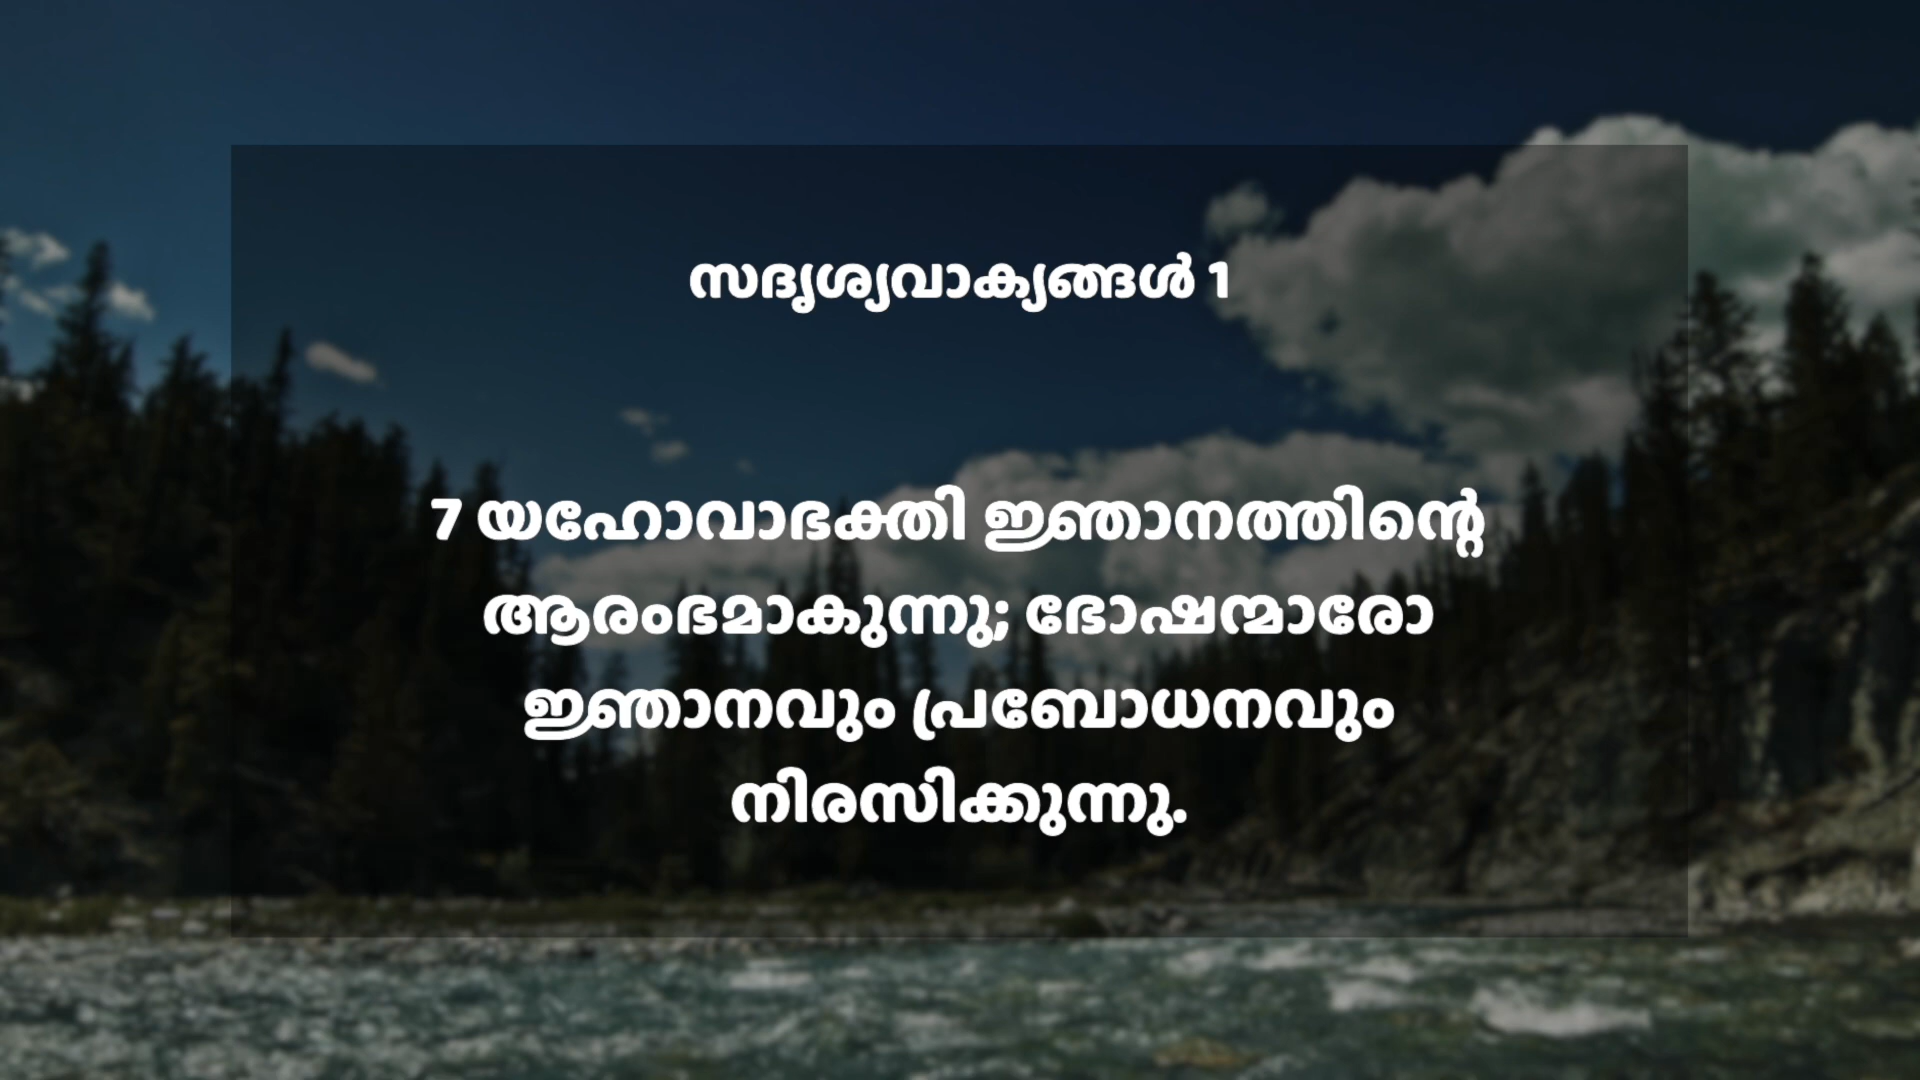 സദൃശ്യവാക്യങ്ങൾ 1
7 യഹോവാഭക്തി ജ്ഞാനത്തിന്റെ
ആരംഭമാകുന്നു; ഭോഷന്മാരോ
ജ്ഞാനവും പ്രബോധനവും
നിരസിക്കുന്നു.